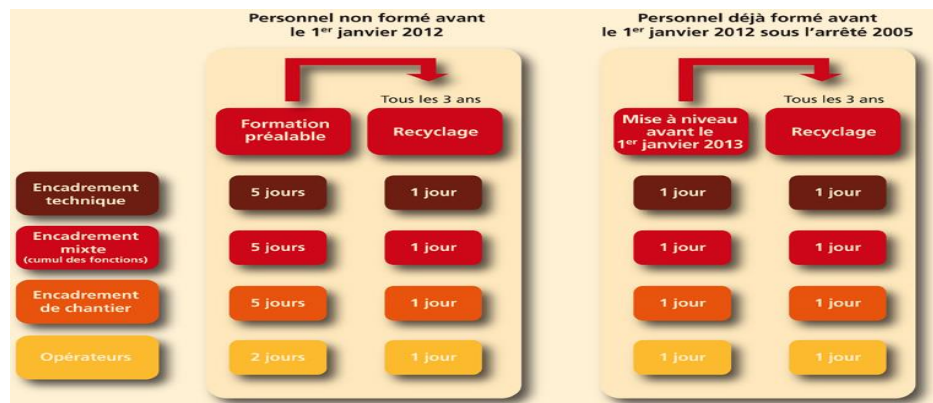 Personnel non formé avant
le 1er janvier 2012
Personnel déjà formé avant
le 1er janvier 2012 sous l'arrêté 2005
Tous les 3 ans
Tous les 3 ans
Formation
préalable
Recyclage
Mise à niveau
avant le
1er janvier 2013
Recyclage
Encadrement
technique
5 jours
1 jour
1 jour
1 jour
Encadrement
mixte
(cumul des fonctions)
5 jours
1 jour
1 jour
1 jour
Encadrement
de chantier
5 jours
1 jour
1 jour
1 jour
Opérateurs
2 jours
1 jour
1 jour
1 jour